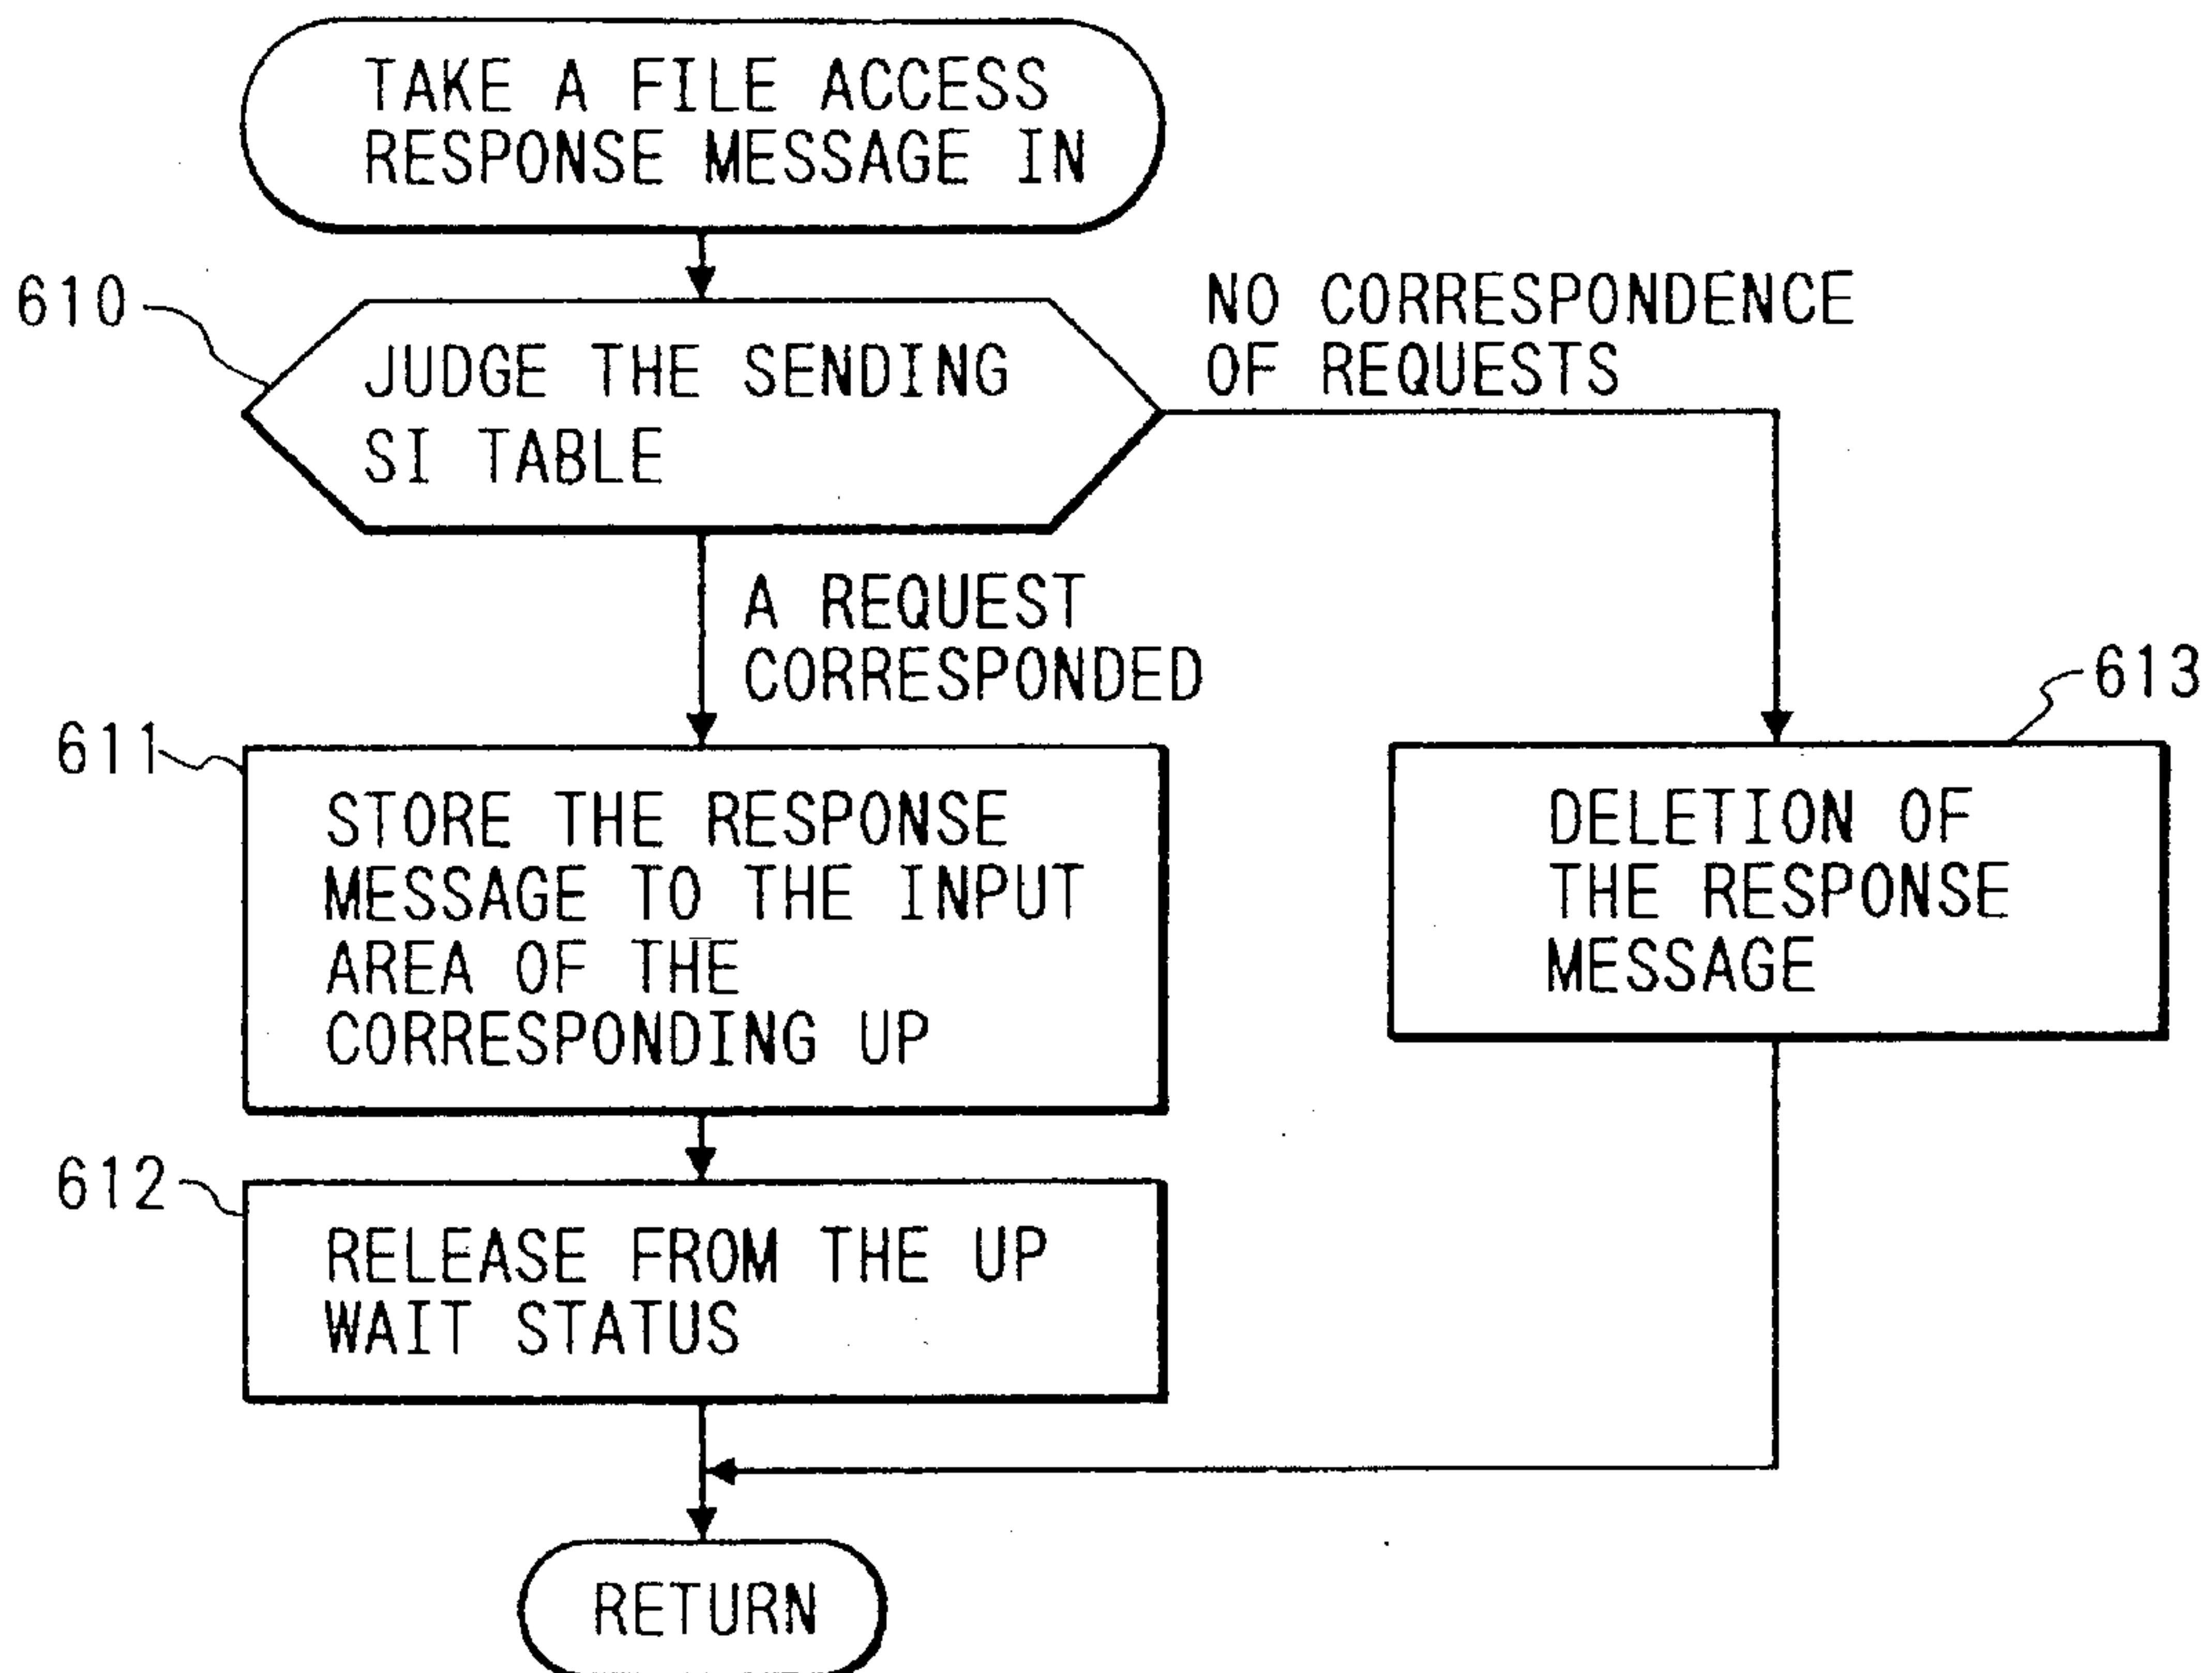 TAKE A FILE ACCESS
RESPONSE MESSAGE IN
610
NO CORRESPONDENCE
OF REQUESTS
JUDGE THE SENDING
SI TABLE
A REQUEST
CORRESPONDED
613
611
STORE THE RESPONSE
MESSAGE TO THE INPUT
AREA OF THE
CORRESPONDING UP
DELETION OF
THE RESPONSE
MESSAGE
612
RELEASE FROM THE UP
WAIT STATUS
RETURN